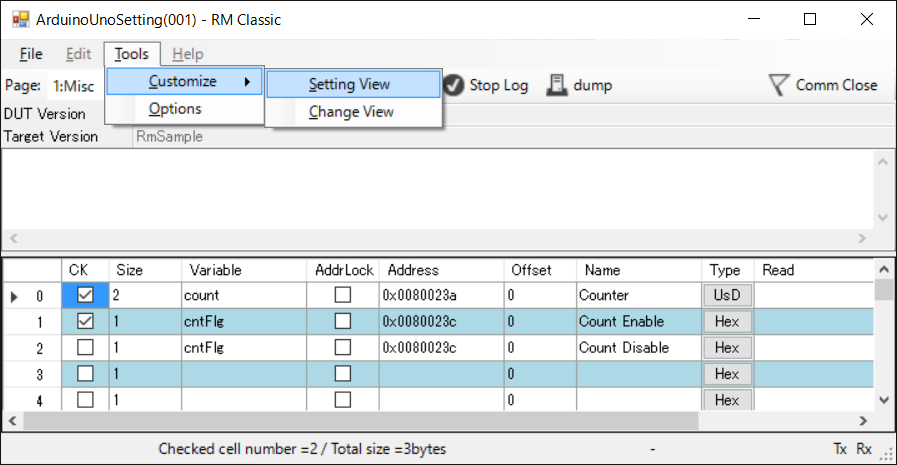 ArduinoUnoSetting(001) - RM Classic
File Edit Tools Help
Page: 1:Misc Customize Setting View Stop Log dump Comm Close
Options Change View
DUT Version
Target Version RmSample
CK Size Variable AddrLock Address Offset Name Type Read
0 2 count 0x0080023a 0 Counter UsD
1 1 cntFlg 0x0080023c 0 Count Enable Hex
2 1 cntFlg 0x0080023c 0 Count Disable Hex
3 1 0 Hex
4 1 0 Hex
Checked cell number =2 / Total size =3bytes - Tx Rx